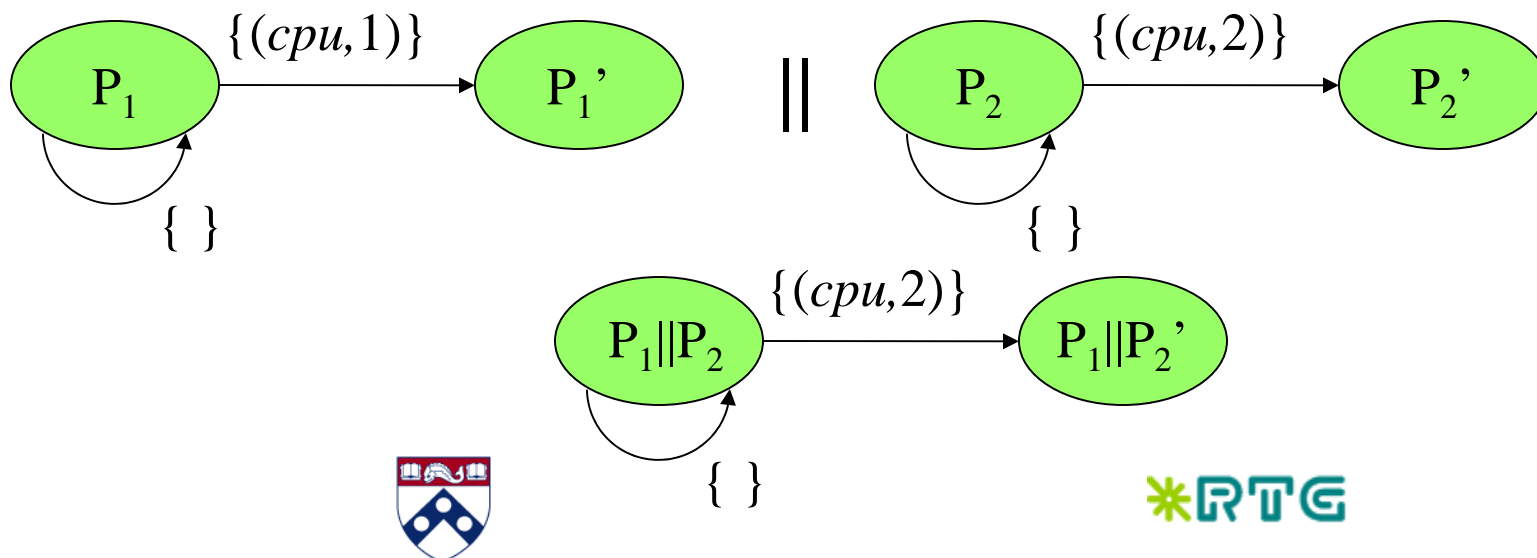 {(cpu,1)} {(cpu,2)}
P₁ P₁’ || P₂ P₂’
{ } { }
{(cpu,2)}
P₁||P₂ P₁||P₂’
{ }
RTG